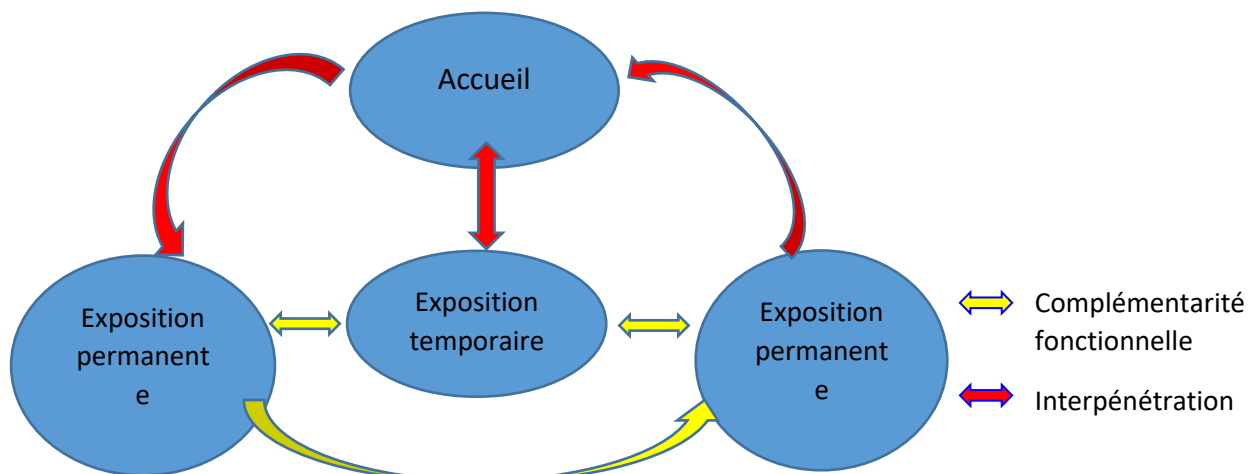 Accueil
Exposition
permanent
e
Exposition
temporaire
Exposition
permanent
e
Complémentarité
fonctionnelle
Interpénétration